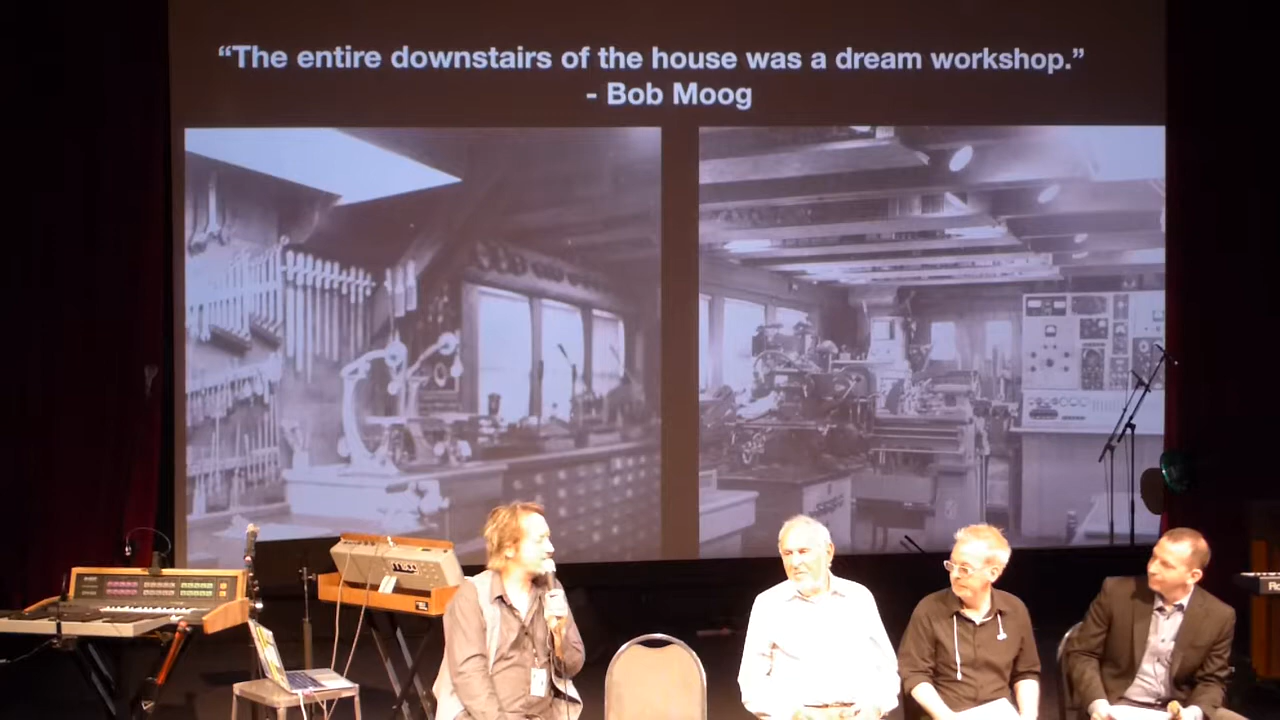 “The entire downstairs of the house was a dream workshop.”
- Bob Moog